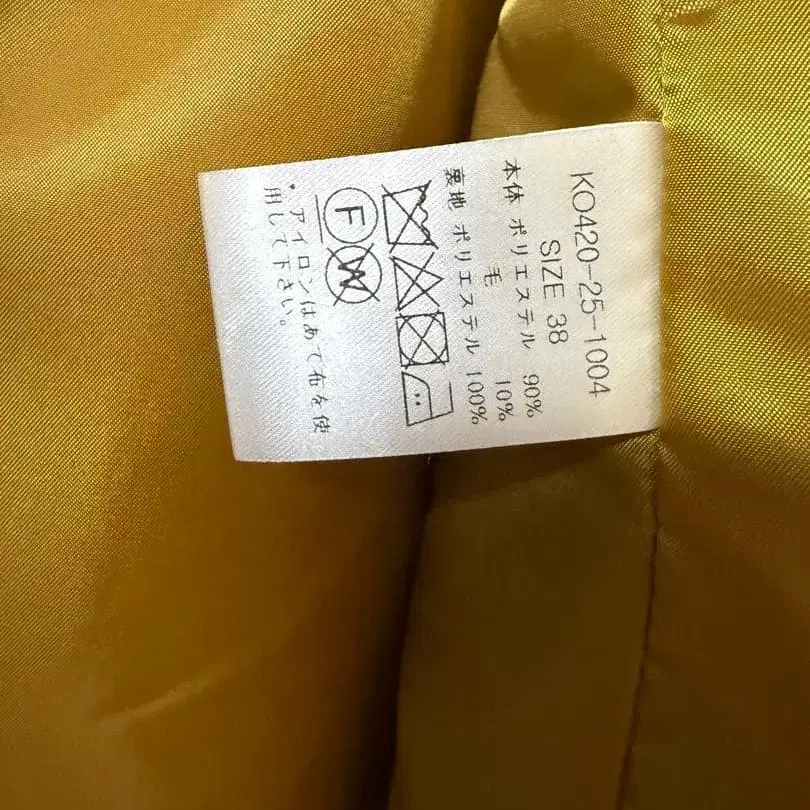 KO420-25-1004
SIZE 38
本体 ポリエステル 90%
毛 10%
裏地 ポリエステル 100%
F W
・アイロンはあて布を使
用して下さい。